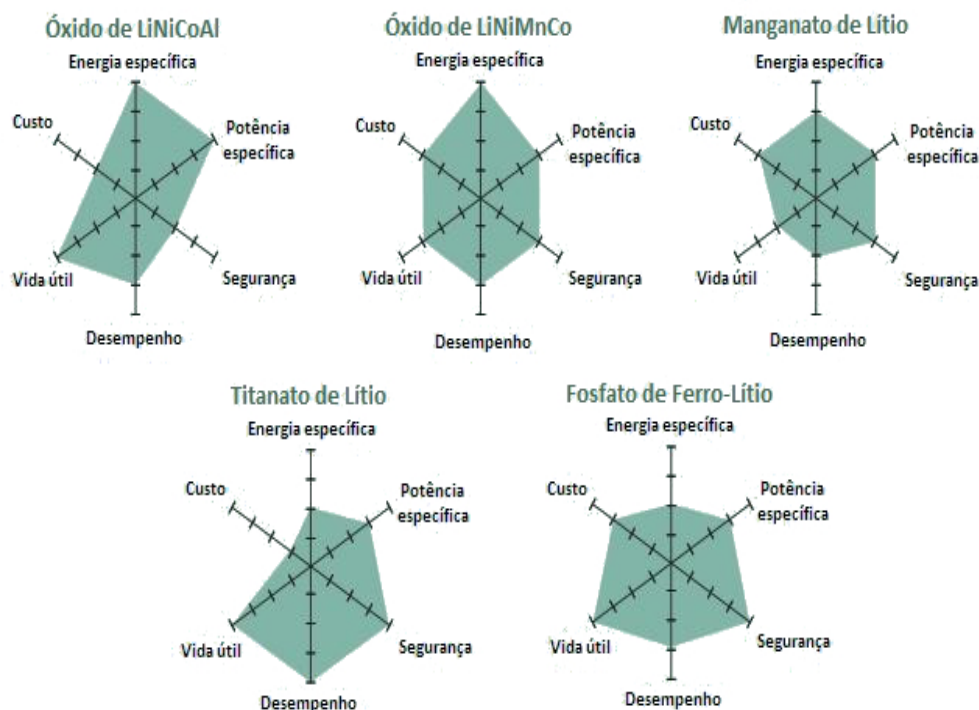 Óxido de LiNiCoAl
Energia específica
Custo
Potência
específica
Vida útil
Segurança
Desempenho
Óxido de LiNiMnCo
Energia específica
Custo
Potência
específica
Vida útil
Segurança
Desempenho
Manganato de Lítio
Energia específica
Custo
Potência
específica
Vida útil
Segurança
Desempenho
Titanato de Lítio
Energia específica
Custo
Potência
específica
Vida útil
Segurança
Desempenho
Fosfato de Ferro-Lítio
Energia específica
Custo
Potência
específica
Vida útil
Segurança
Desempenho